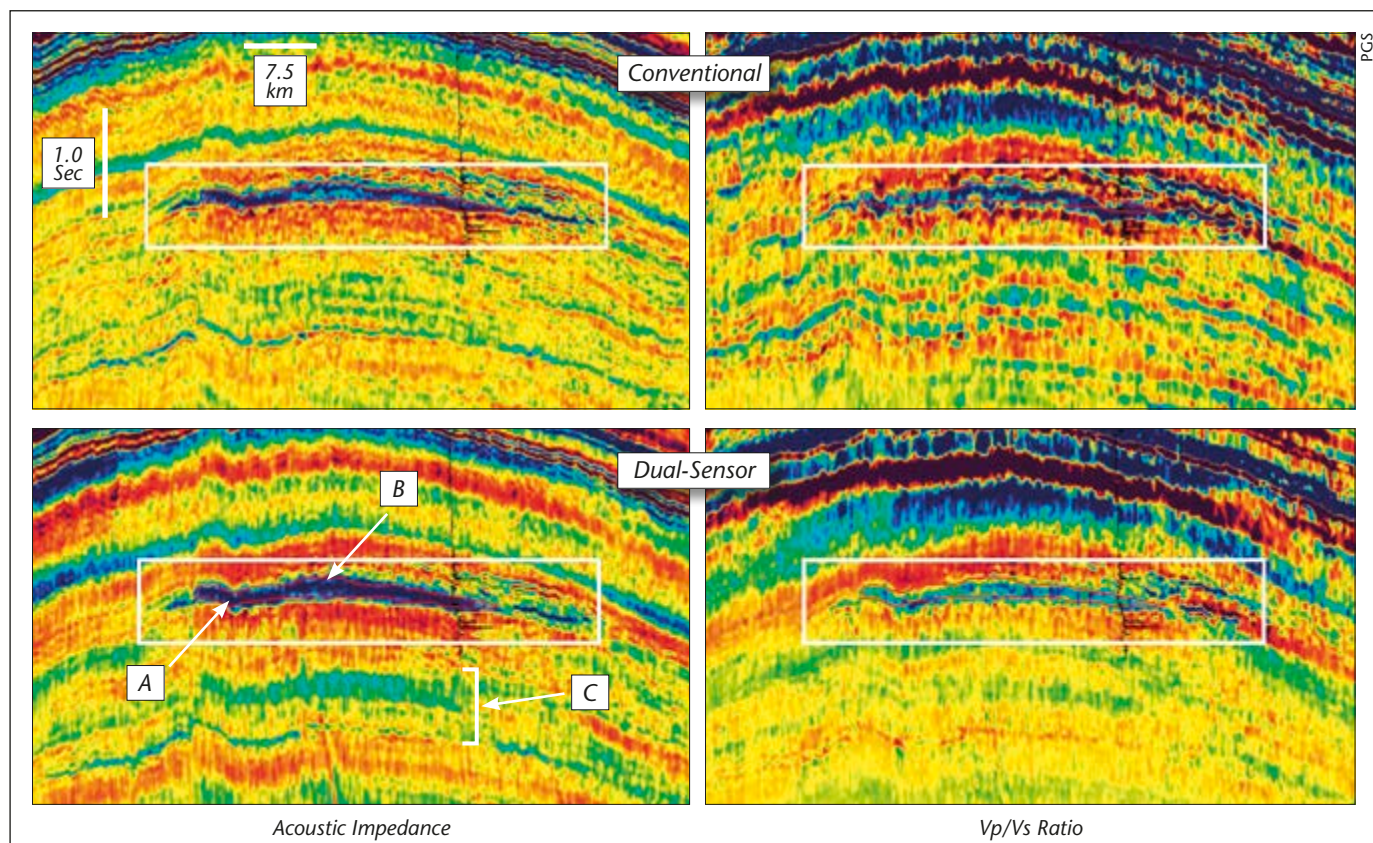 7.5
km
Conventional
PGS
1.0
Sec
Dual-Sensor
B
A
C
Acoustic Impedance
Vp/Vs Ratio